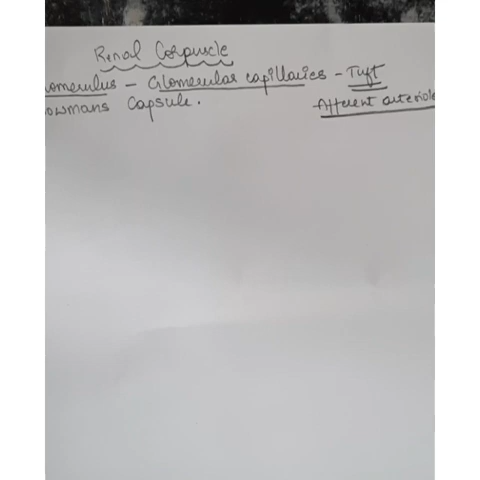 Renal Corpuscle
lomerulus - Glomerular capillaries - Tuft
owmans Capsule. Afferent arteriole